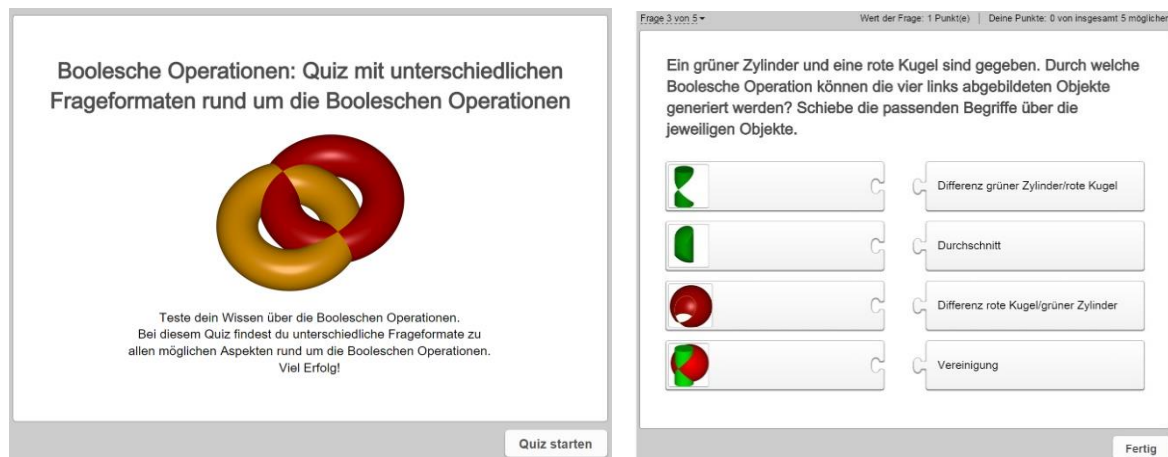 Boolesche Operationen: Quiz mit unterschiedlichen
Frageformaten rund um die Booleschen Operationen
Teste dein Wissen über die Booleschen Operationen.
Bei diesem Quiz findest du unterschiedliche Frageformate zu
allen möglichen Aspekten rund um die Booleschen Operationen.
Viel Erfolg!
Quiz starten
Frage 3 von 5
Wert der Frage: 1 Punkt(e) | Deine Punkte: 0 von insgesamt 5 möglichen
Ein grüner Zylinder und eine rote Kugel sind gegeben. Durch welche
Boolesche Operation können die vier links abgebildeten Objekte
generiert werden? Schiebe die passenden Begriffe über die
jeweiligen Objekte.
Differenz grüner Zylinder/rote Kugel
Durchschnitt
Differenz rote Kugel/grüner Zylinder
Vereinigung
Fertig